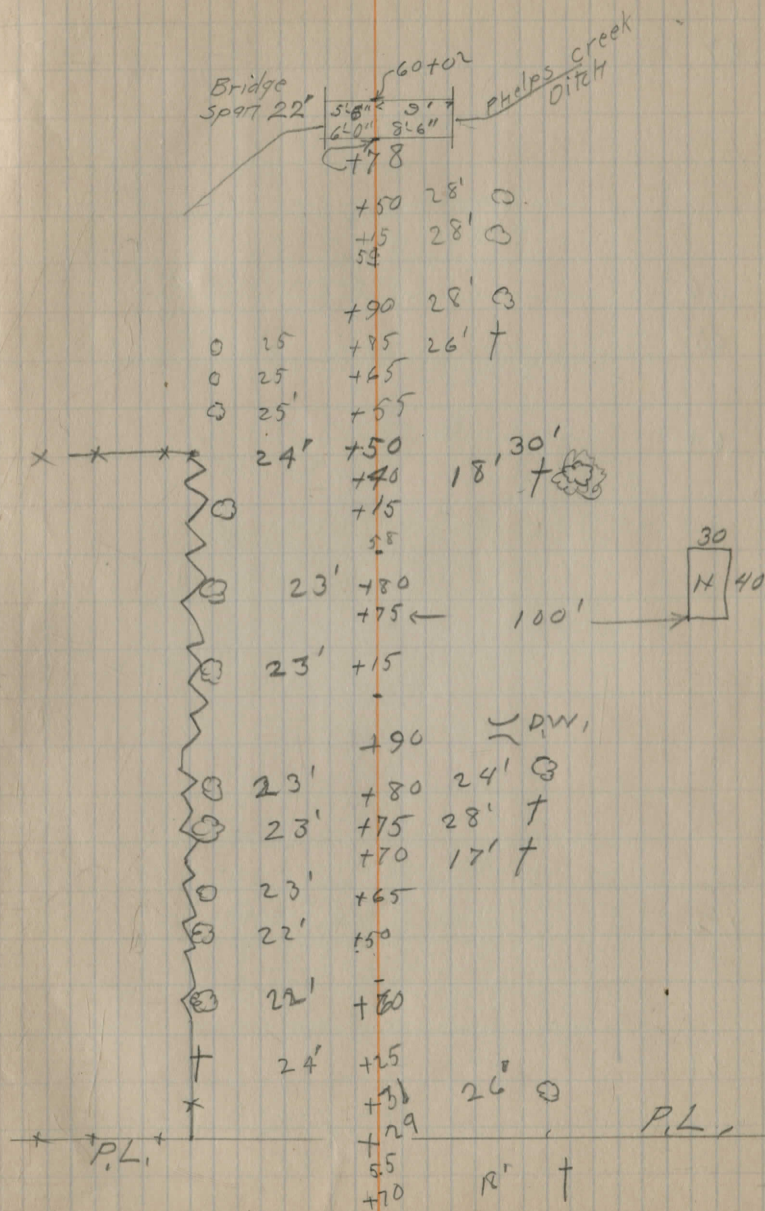 60+02
Phelps Creek
Ditch
Bridge
Span 22'
5'-8" 9'
6'-0" 8'-6"
+78
+50 28'
+15 28'
+90 28'
25 +85 26'
25 +65
25' +55
24' +50 30'
+40 18'
+15
58
30
23' +80 H 40
+75 100'
23' +15
D.W.
+90
23' +80 24'
23' +75 28'
+70 17'
23' +65
22' +50
22'
24' +25
26'
+29 P.L.
P.L.
55
+70